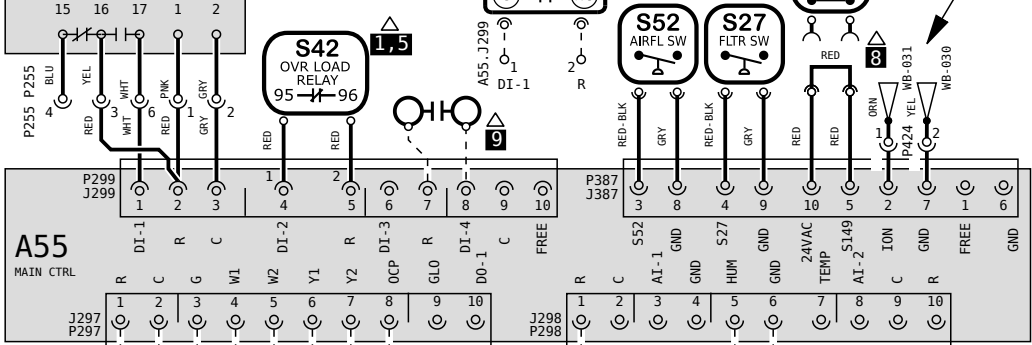 15 16 17 1 2
P255 BLU YEL WHT PNK GRY
P255 4 3 6 1 2
RED WHT RED GRY
S42
OVR LOAD
RELAY
95 96
RED RED
1 2
1,5
9
A55.J299
1 2
DI-1 R
S52
AIRFL SW
S27
FLTR SW
RED
8
WB-031
WB-030
RED-BLK GRY RED-BLK GRY RED RED ORN YEL
1 P424 2
P299
J299
1 2 3 4 5 6 7 8 9 10
DI-1 R C DI-2 R DI-3 R DI-4 C FREE
P387
J387
3 8 4 9 10 5 2 7 1 6
S52 GND S27 GND 24VAC S149 ION GND FREE GND
A55
MAIN CTRL
R C G W1 W2 Y1 Y2 OCP GLO DO-1
1 2 3 4 5 6 7 8 9 10
J297
P297
R C AI-1 GND HUM GND TEMP AI-2 C R
1 2 3 4 5 6 7 8 9 10
J298
P298